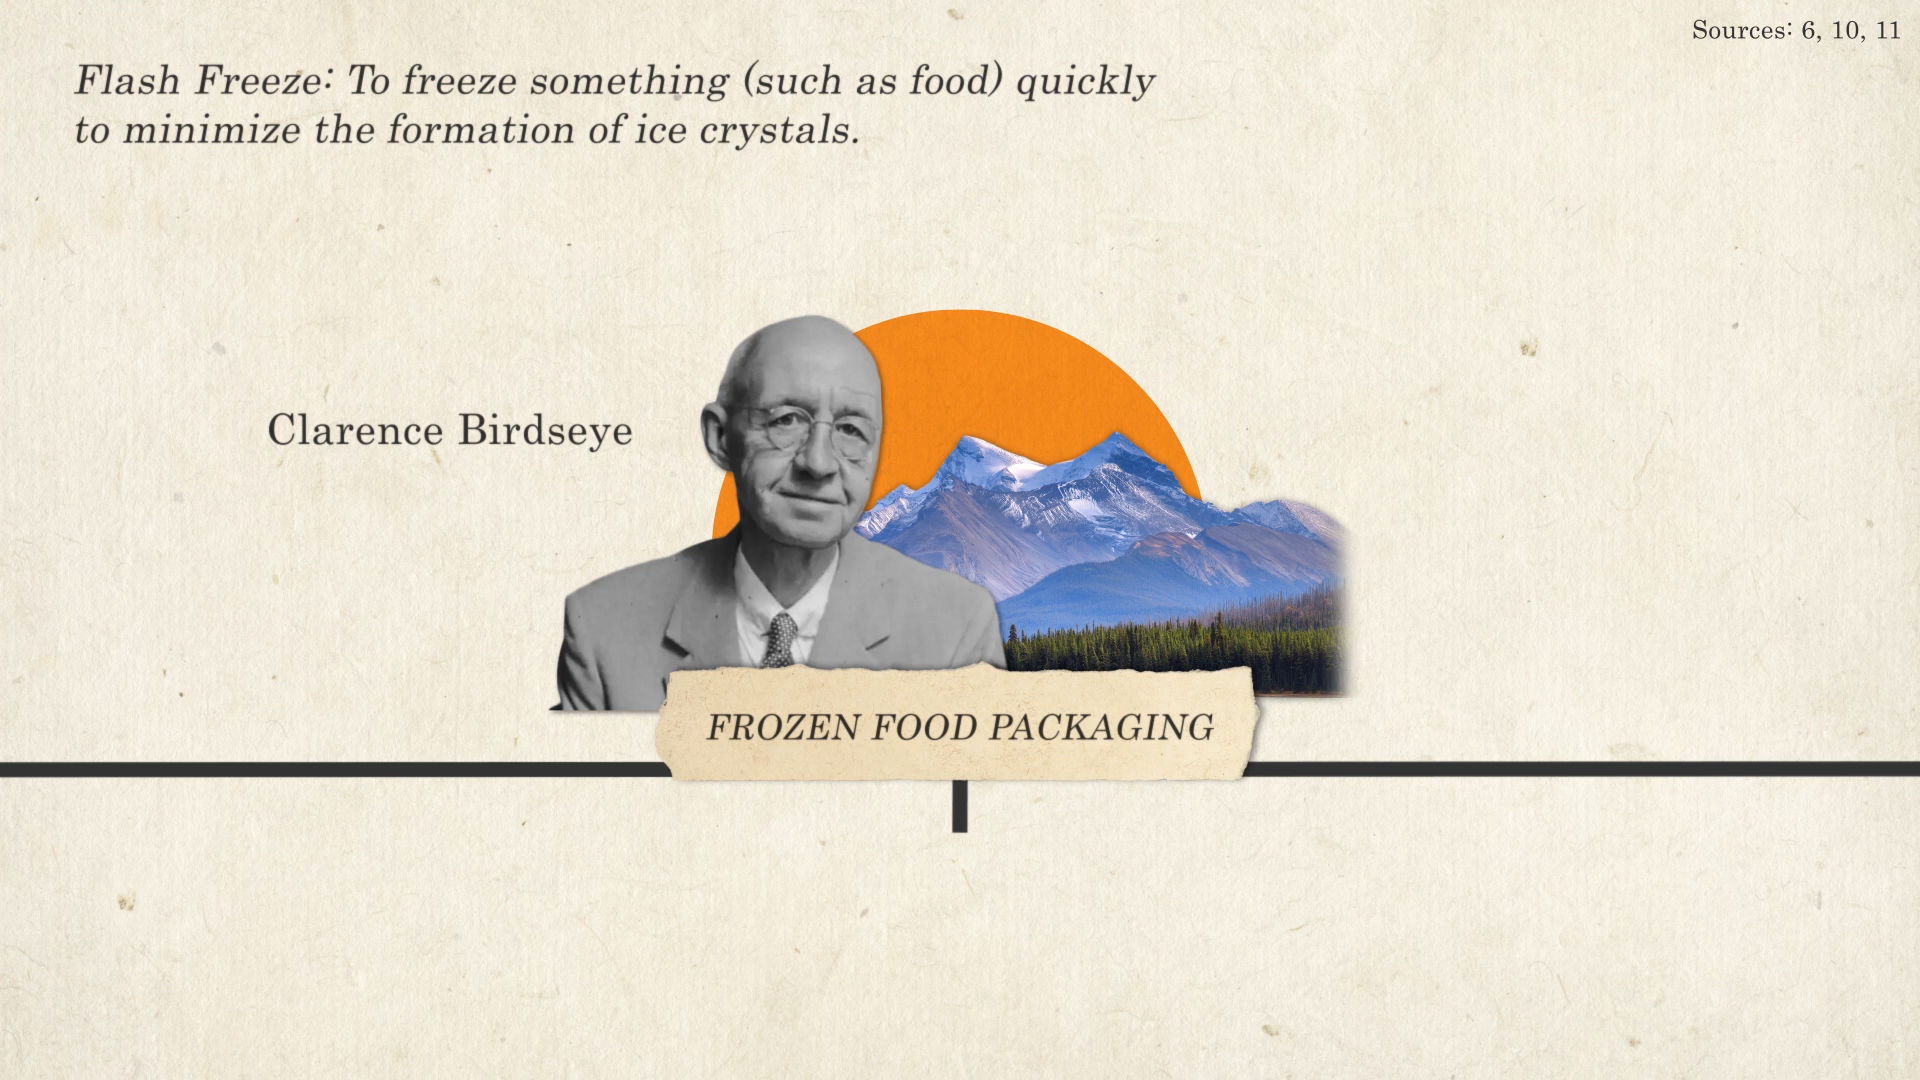 Sources: 6, 10, 11
Flash Freeze: To freeze something (such as food) quickly
to minimize the formation of ice crystals.
Clarence Birdseye
FROZEN FOOD PACKAGING